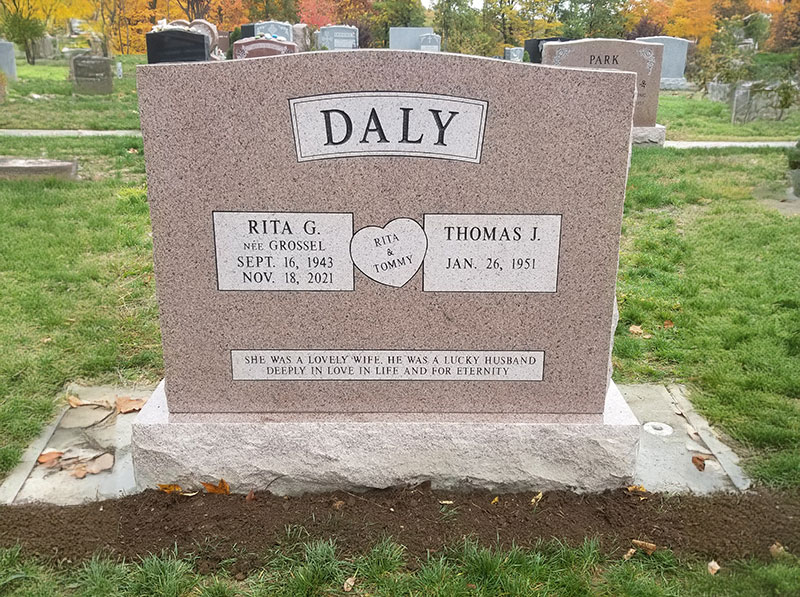 PARK
DALY
RITA G.
NÉE GROSSEL
SEPT. 16, 1943
NOV. 18, 2021
RITA
&
TOMMY
THOMAS J.
JAN. 26, 1951
SHE WAS A LOVELY WIFE, HE WAS A LUCKY HUSBAND
DEEPLY IN LOVE IN LIFE AND FOR ETERNITY